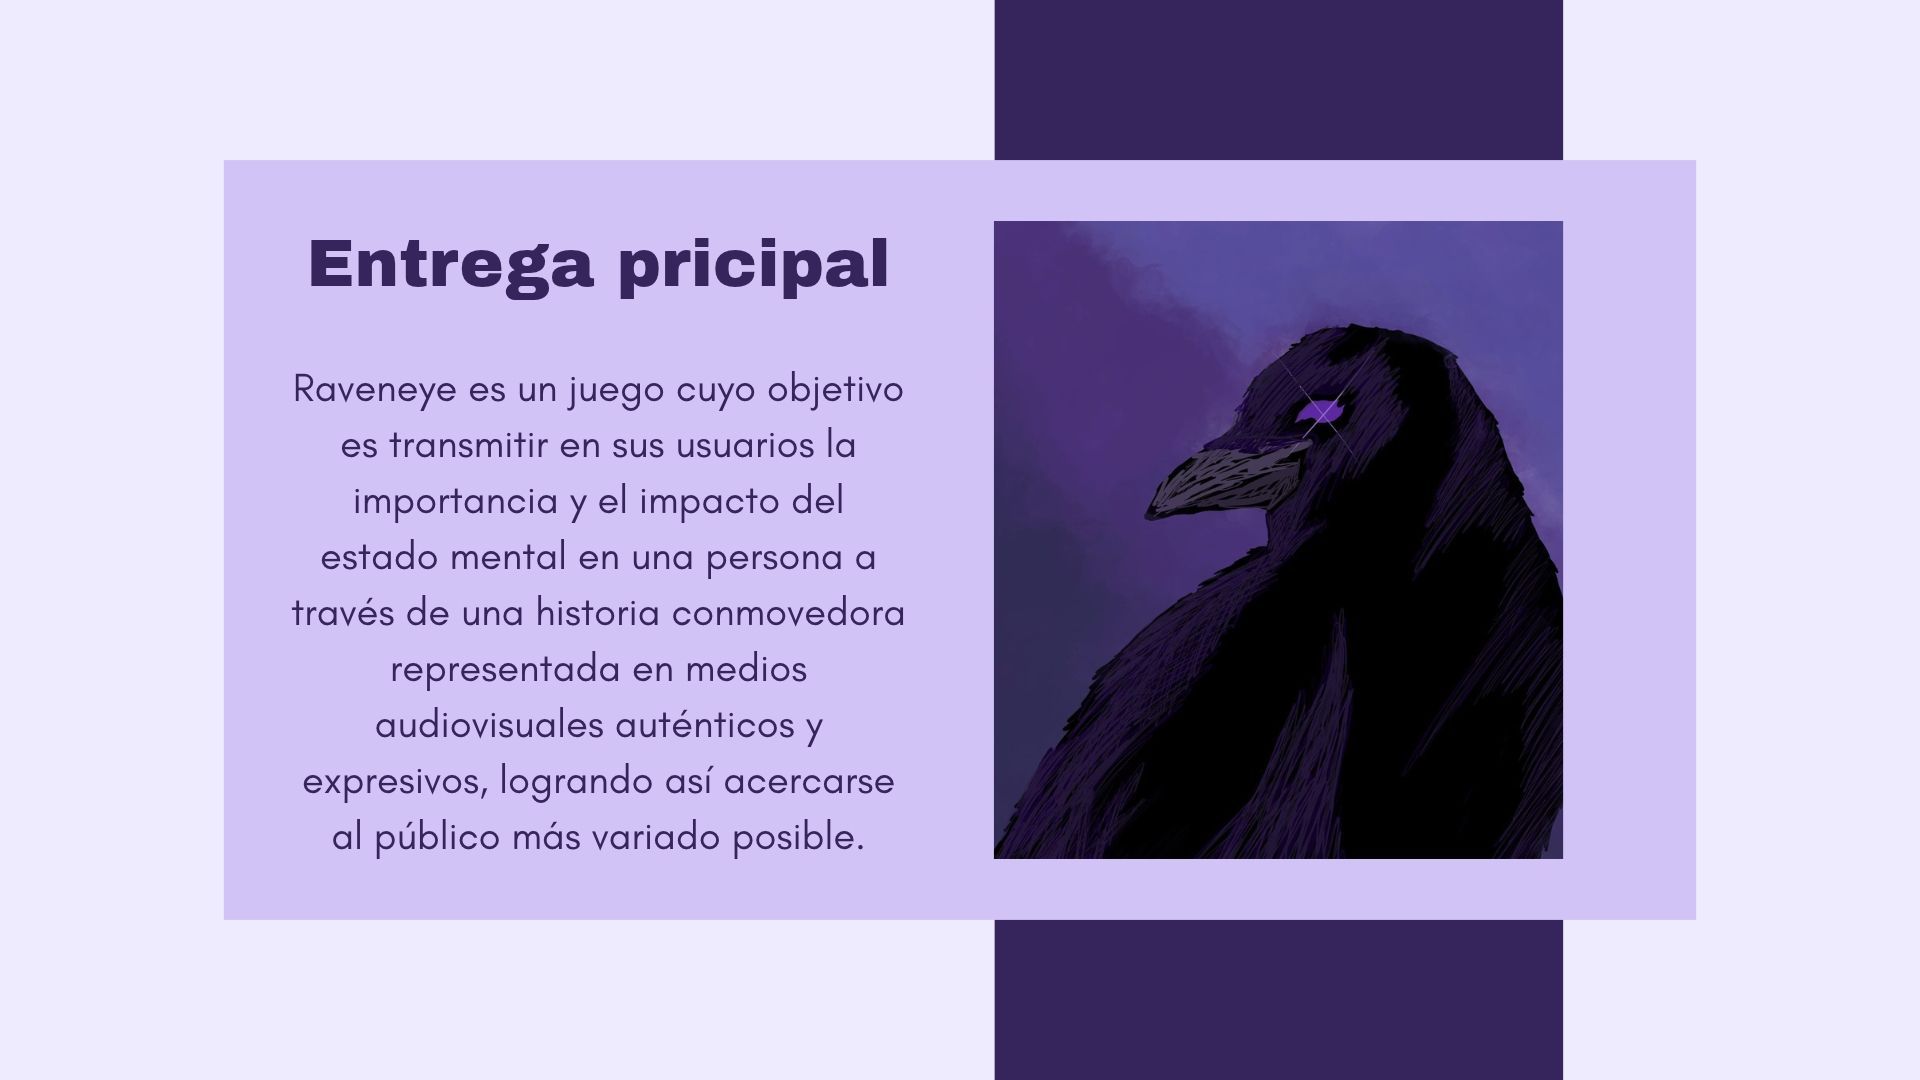 Entrega pricipal
Raveneye es un juego cuyo objetivo
es transmitir en sus usuarios la
importancia y el impacto del
estado mental en una persona a
través de una historia conmovedora
representada en medios
audiovisuales auténticos y
expresivos, logrando así acercarse
al público más variado posible.